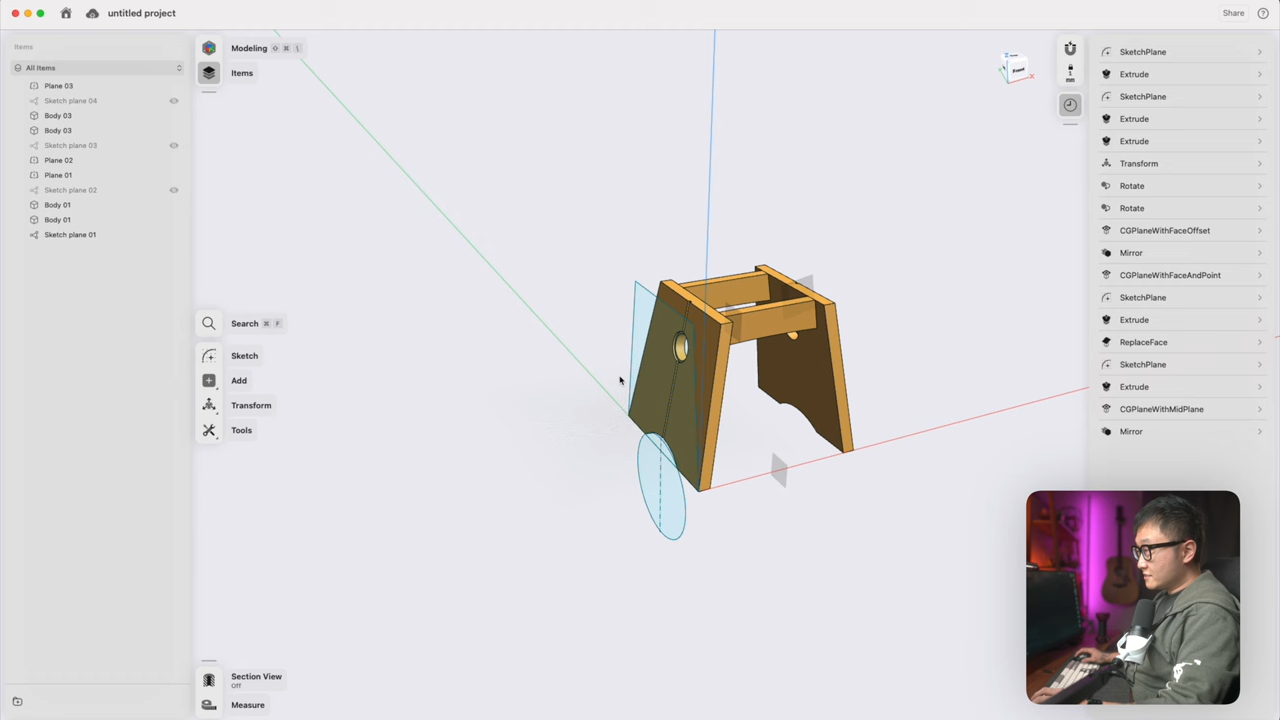 untitled project
Share
Items
All Items
Plane 03
Sketch plane 04
Body 03
Body 03
Sketch plane 03
Plane 02
Plane 01
Sketch plane 02
Body 01
Body 01
Sketch plane 01
Modeling
Items
Search ⌘ F
Sketch
Add
Transform
Tools
Section View
Off
Measure
Front
X
1
mm
SketchPlane
Extrude
SketchPlane
Extrude
Extrude
Transform
Rotate
Rotate
CGPlaneWithFaceOffset
Mirror
CGPlaneWithFaceAndPoint
SketchPlane
Extrude
ReplaceFace
SketchPlane
Extrude
CGPlaneWithMidPlane
Mirror